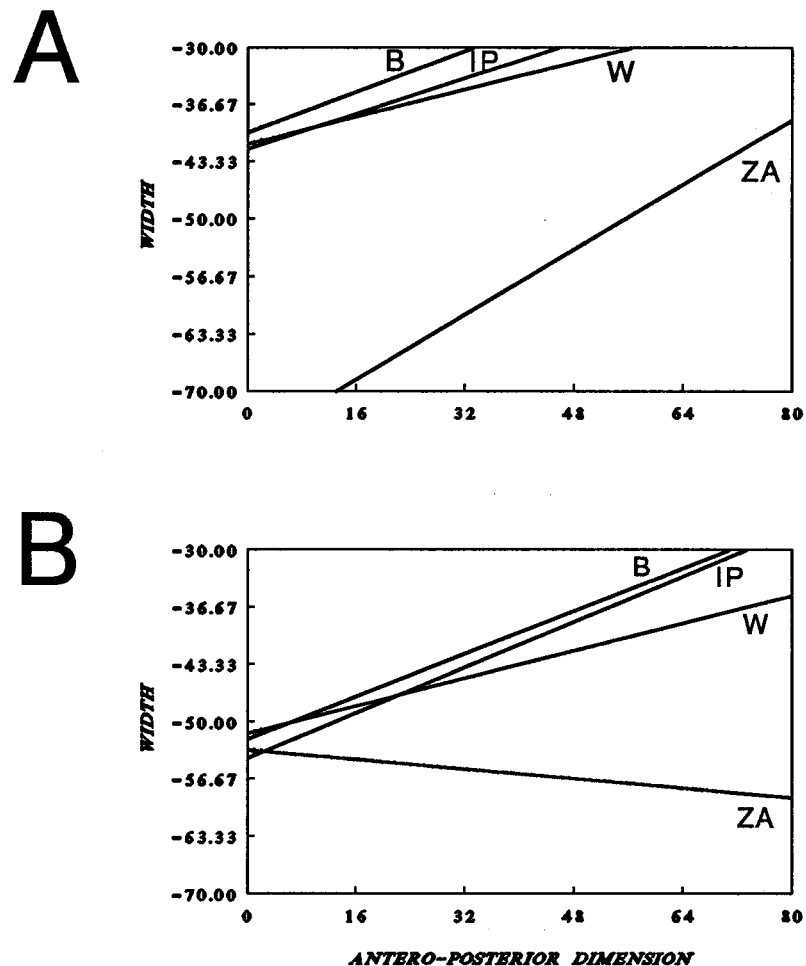 A
-30.00
B IP W
-36.67
-43.33
ZA
-50.00
-56.67
-63.33
-70.00
WIDTH
0 16 32 48 64 80
B
-30.00
B IP
-36.67
W
-43.33
-50.00
-56.67
ZA
-63.33
-70.00
WIDTH
0 16 32 48 64 80
ANTERO-POSTERIOR DIMENSION